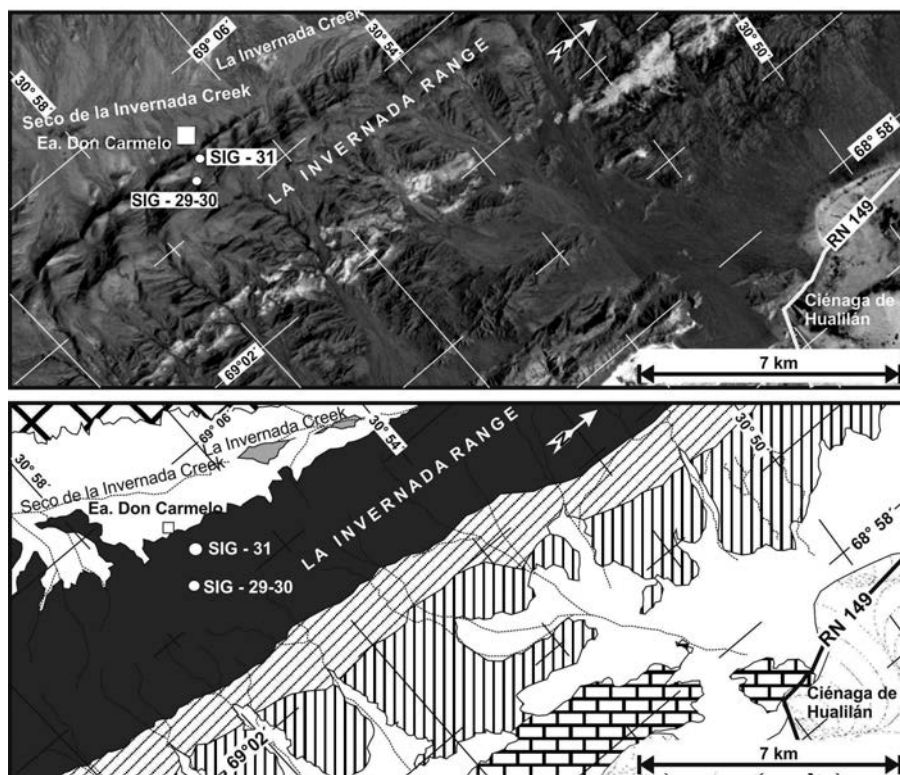 69° 06´
La Invernada Creek
30° 54
30° 50´
30° 58
Seco de la Invernada Creek
LA INVERNADA RANGE
N
Ea. Don Carmelo
SIG - 31
SIG - 29-30
68° 58´
RN 149
Ciénaga de
Hualilán
69°02´
7 km
69° 06´
La Invernada Creek
30° 54
30° 50´
30° 58´
Seco de la Invernada Creek
LA INVERNADA RANGE
N
Ea. Don Carmelo
SIG - 31
SIG - 29-30
68° 58´
RN 149
Ciénaga de
Hualilán
69°02´
7 km